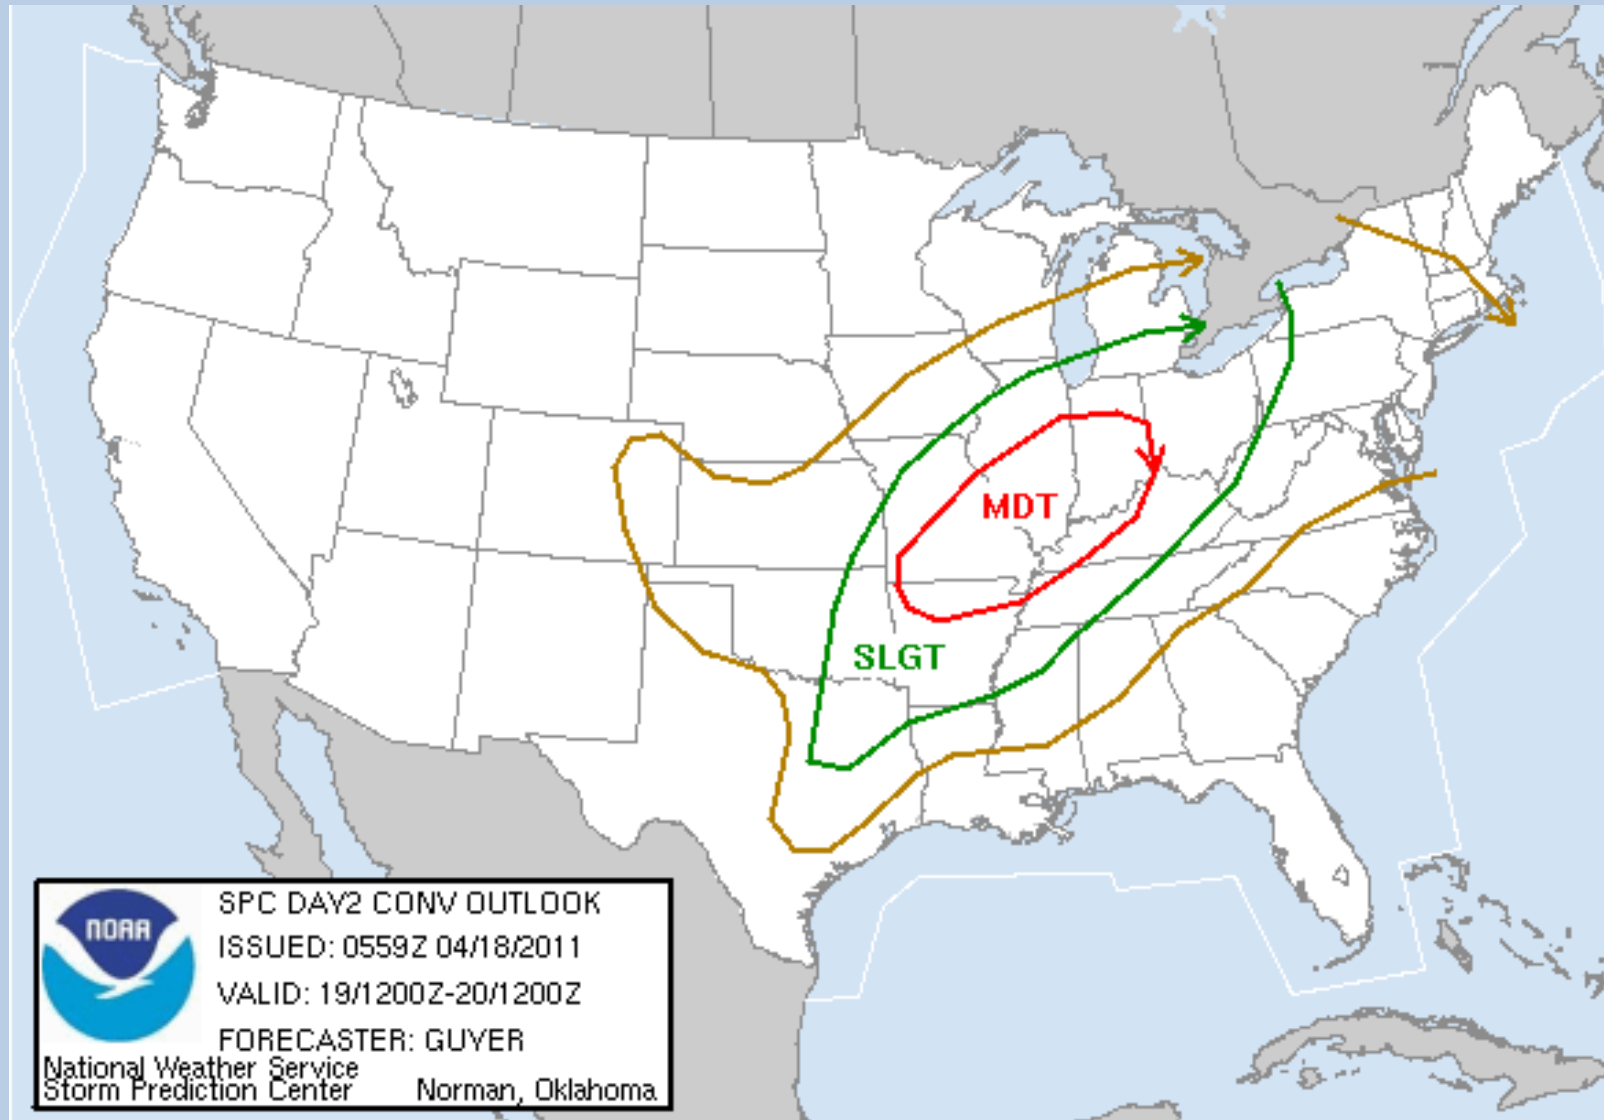 MDT
SLGT
NOAA
SPC DAY2 CONV OUTLOOK
ISSUED: 0559Z 04/18/2011
VALID: 19/1200Z-20/1200Z
FORECASTER: GUYER
National Weather Service
Storm Prediction Center Norman, Oklahoma